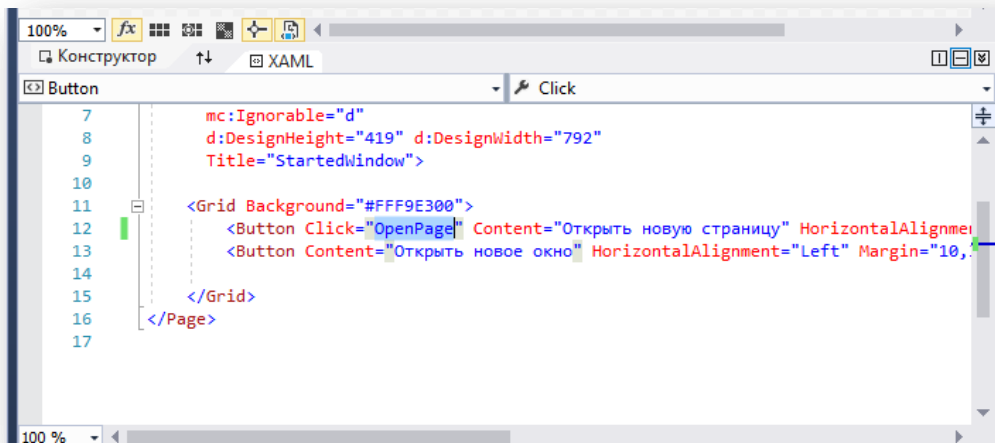 100% fx
Конструктор XAML
Button Click
7 mc:Ignorable="d"
8 d:DesignHeight="419" d:DesignWidth="792"
9 Title="StartedWindow">
10
11 <Grid Background="#FFF9E300">
12 <Button Click="OpenPage" Content="Открыть новую страницу" HorizontalAlignmen
13 <Button Content="Открыть новое окно" HorizontalAlignment="Left" Margin="10,
14
15 </Grid>
16 </Page>
17
100 %